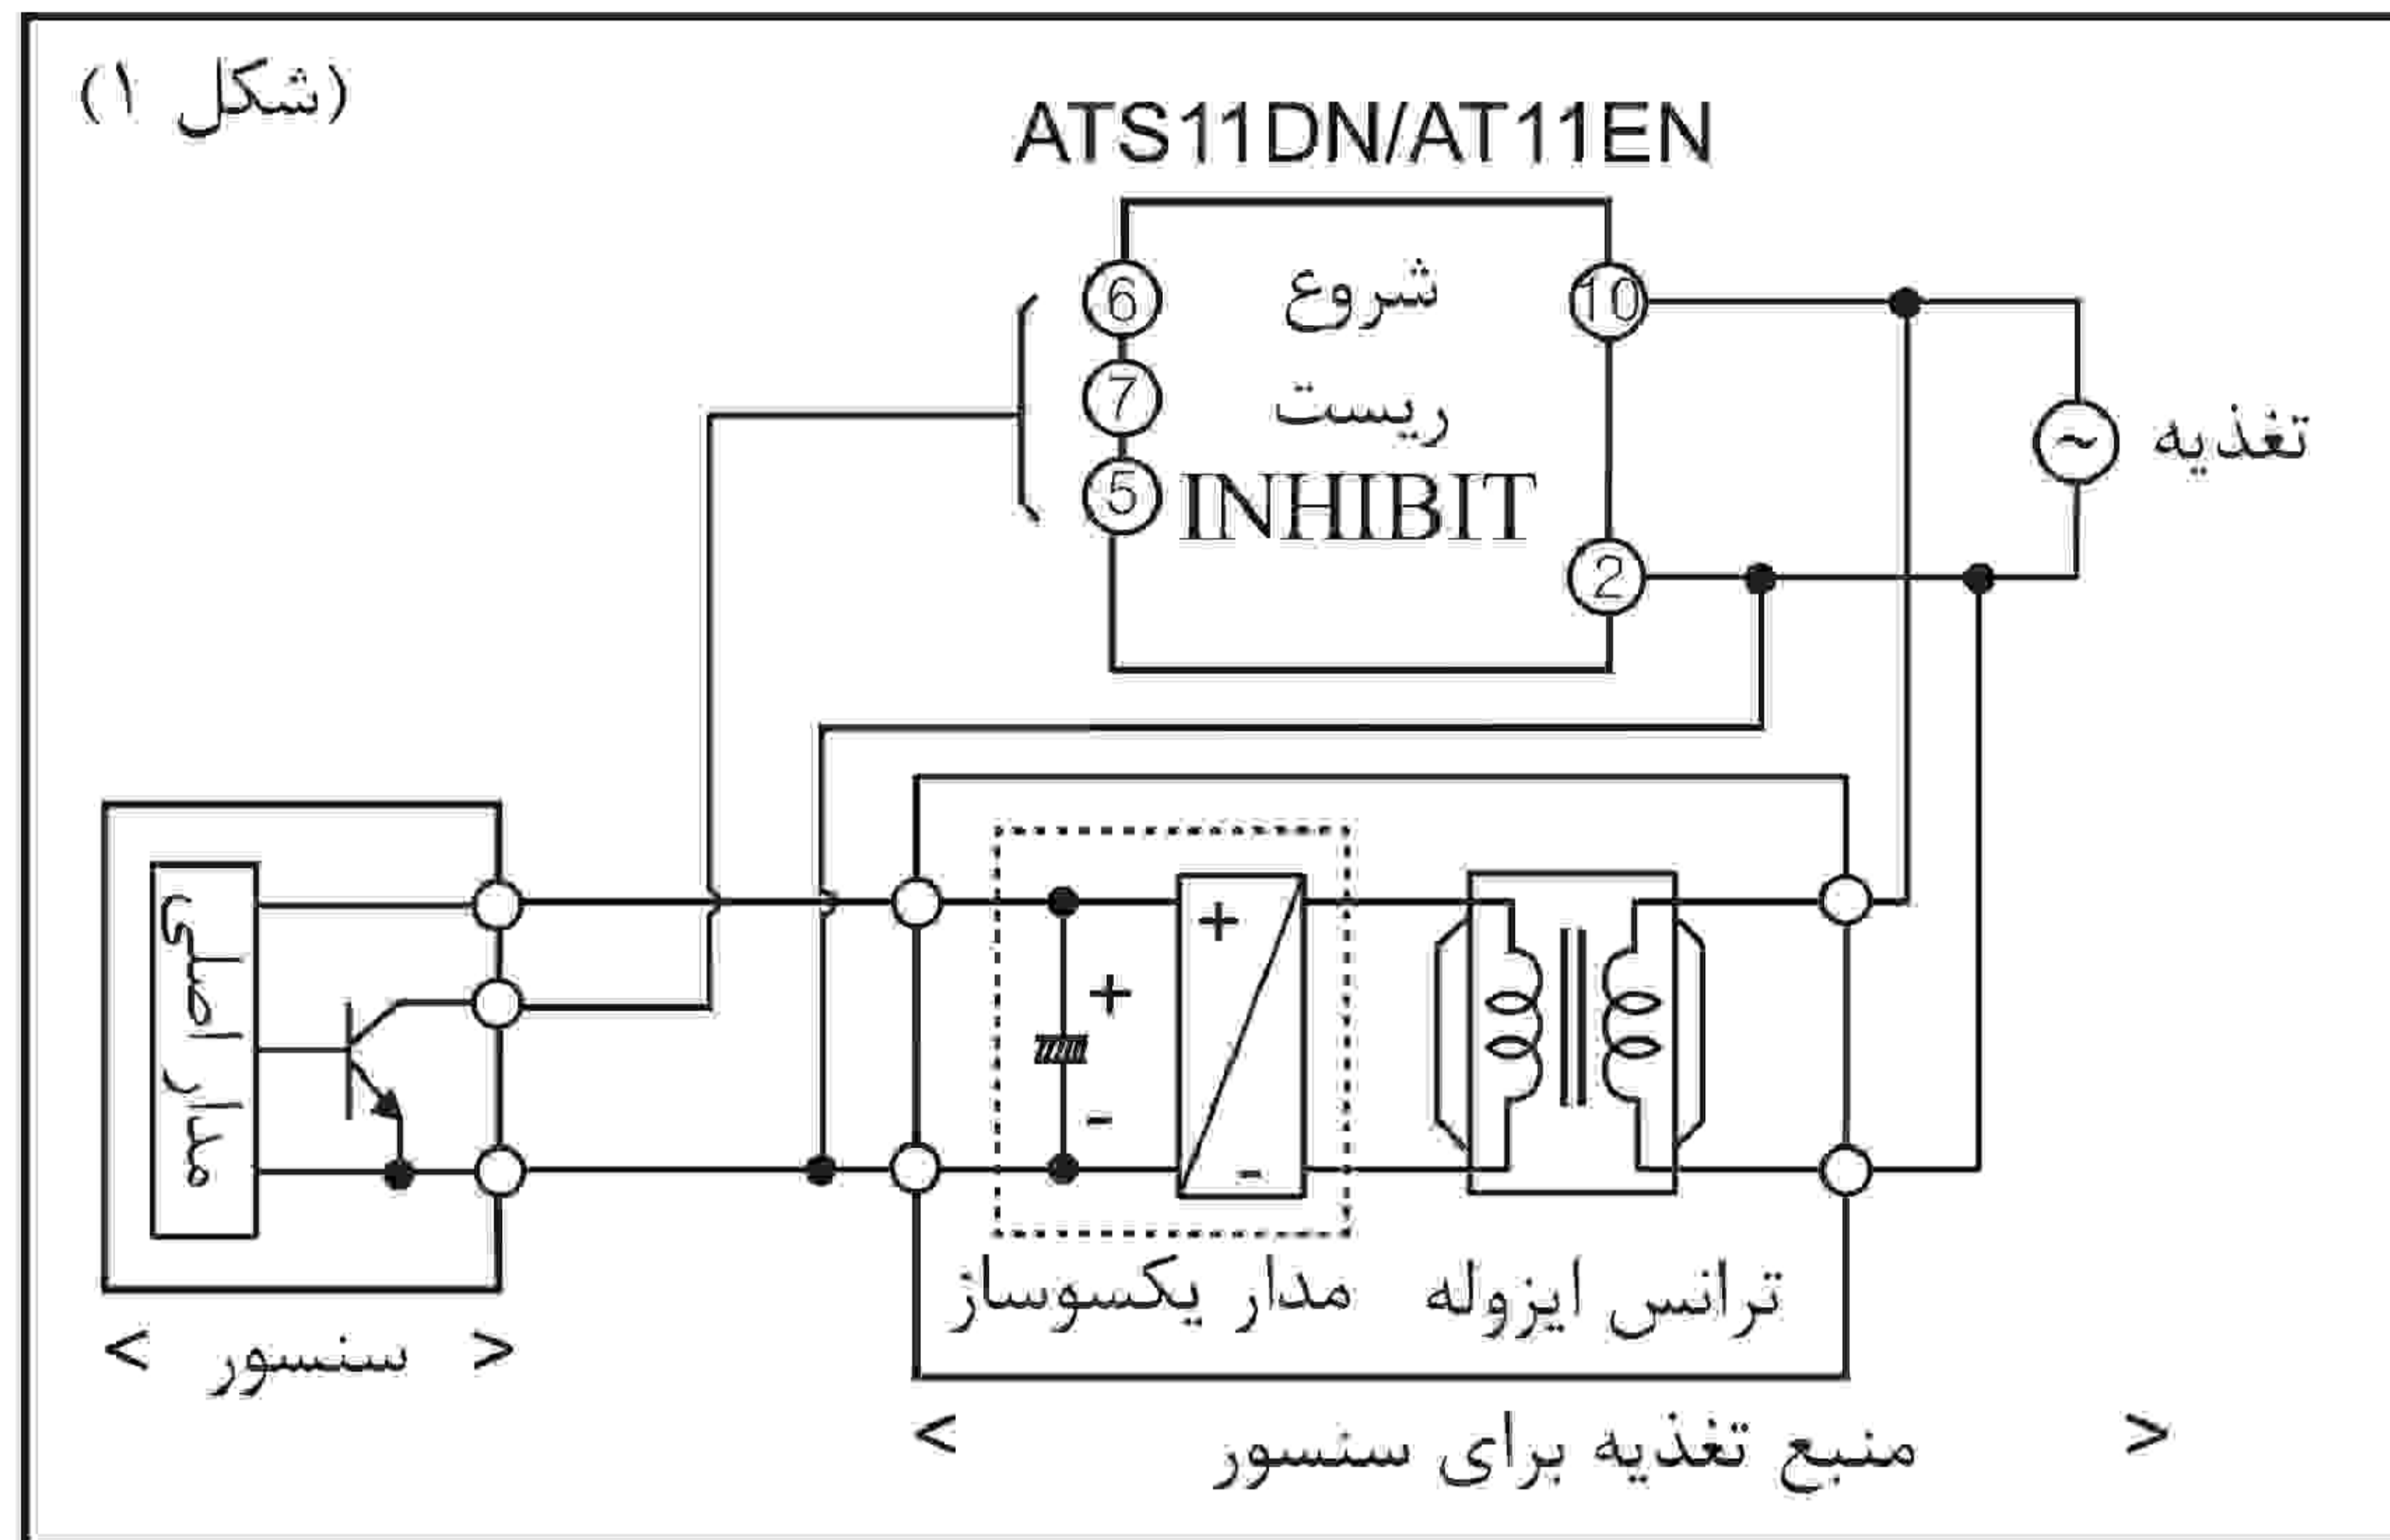 (شکل ۱)
ATS11DN/AT11EN
6 شروع 10
7 ریست
5 INHIBIT
2
~ تغذیه
مدار اصلی
+
+
-
-
مدار یکسوساز
ترانس ایزوله
< سنسور >
< منبع تغذیه برای سنسور >